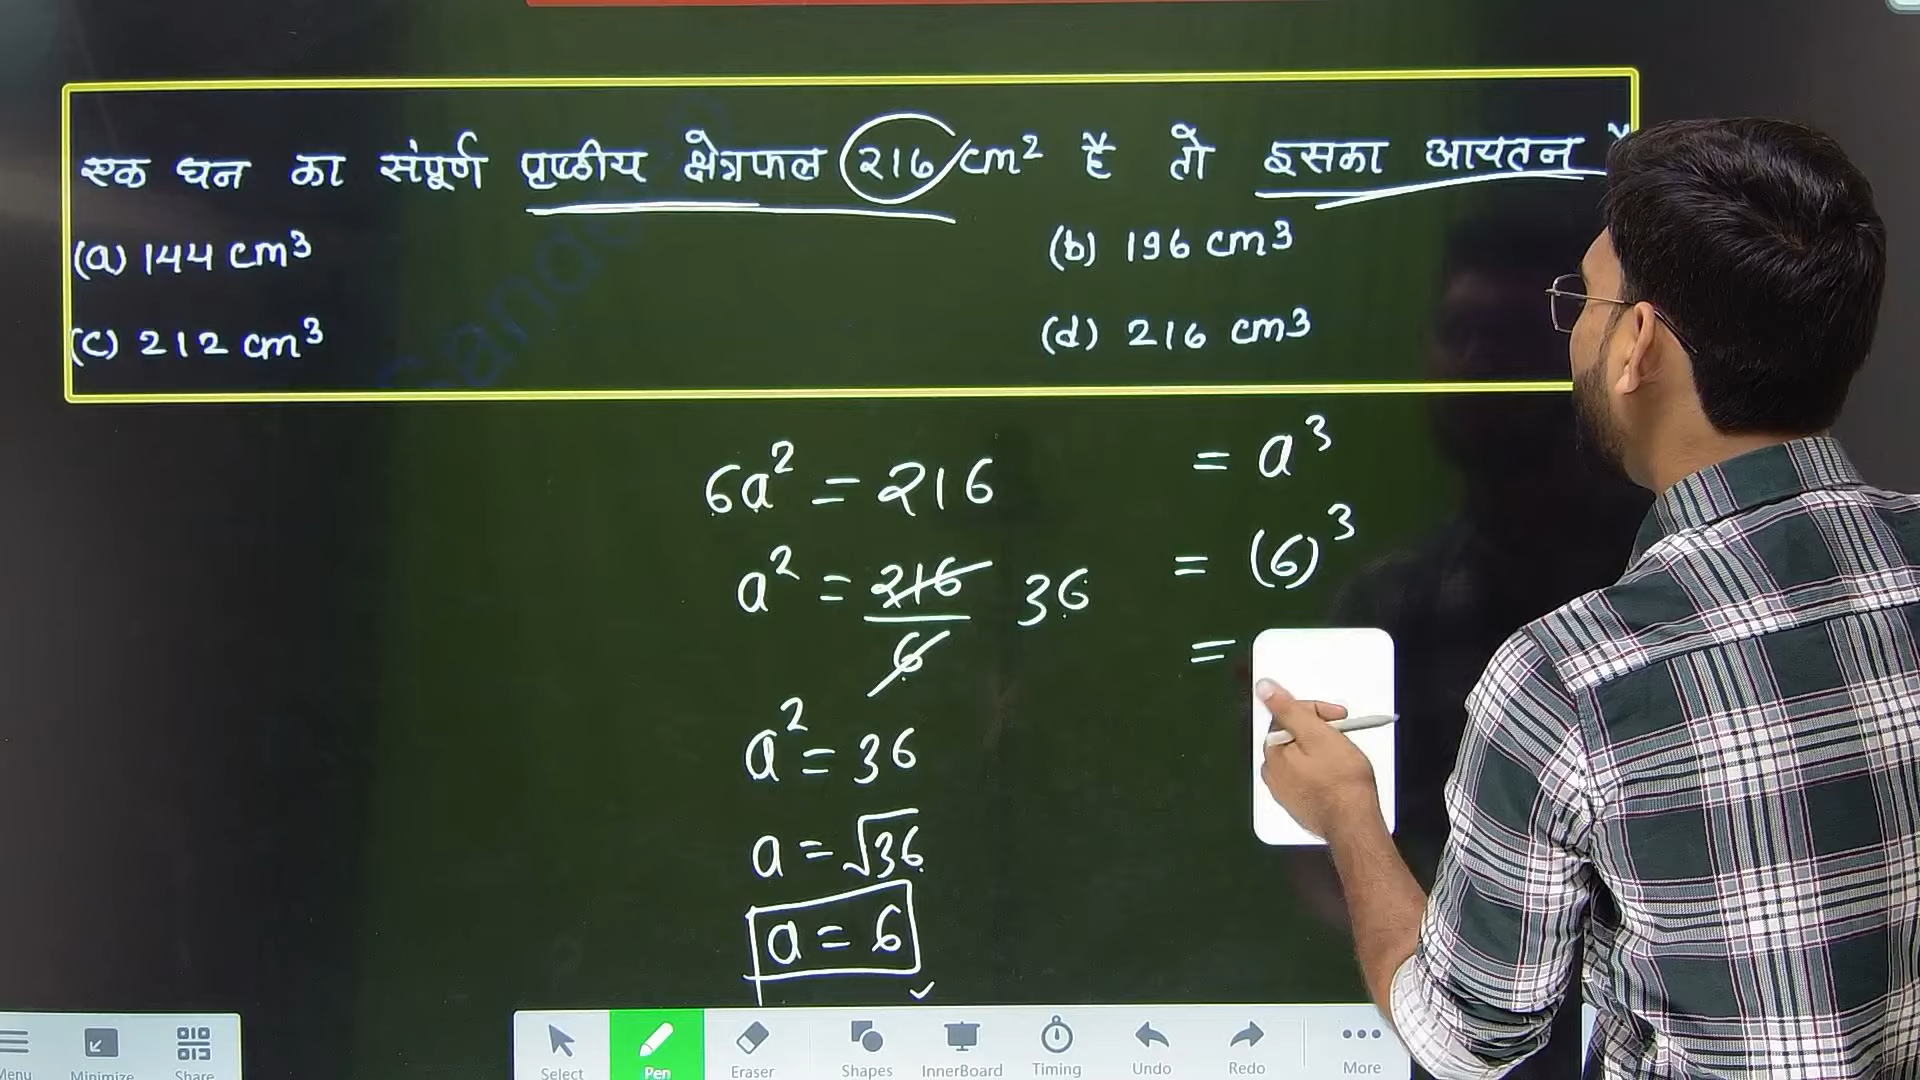 एक घन का संपूर्ण पृष्ठीय क्षेत्रफल 216 cm² है तो इसका आयतन
(a) 144 cm³
(b) 196 cm³
(c) 212 cm³
(d) 216 cm³
6a² = 216
a² = 216/6 36
a² = 36
a = √36
a = 6
= a³
= (6)³
=
Menu
Minimize
Share
Select
Pen
Eraser
Shapes
InnerBoard
Timing
Undo
Redo
More